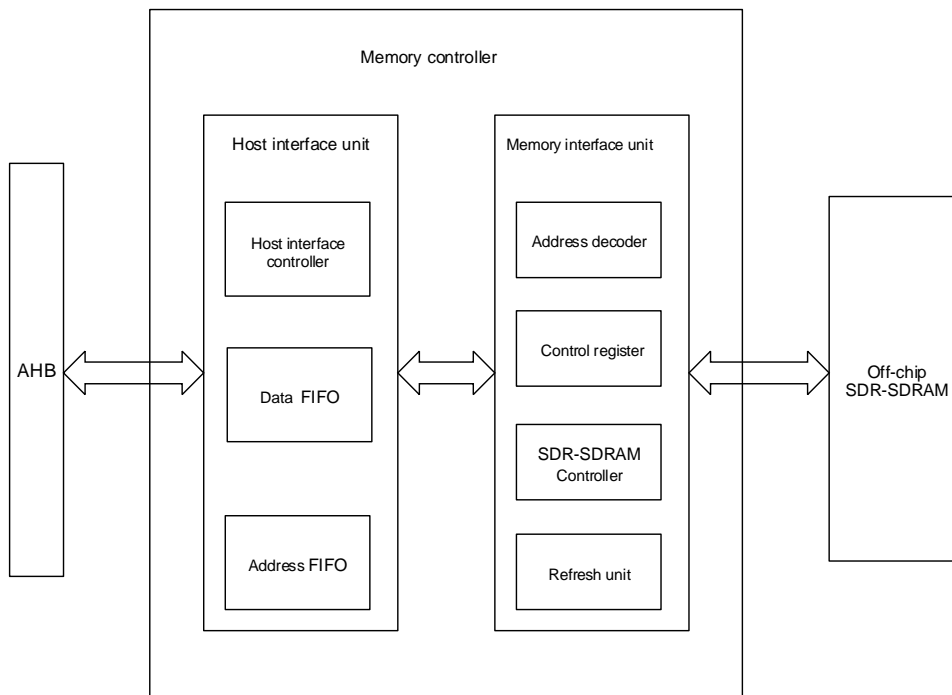 Memory controller
Host interface unit
Host interface
controller
Data FIFO
Address FIFO
Memory interface unit
Address decoder
Control register
SDR-SDRAM
Controller
Refresh unit
AHB
Off-chip
SDR-SDRAM